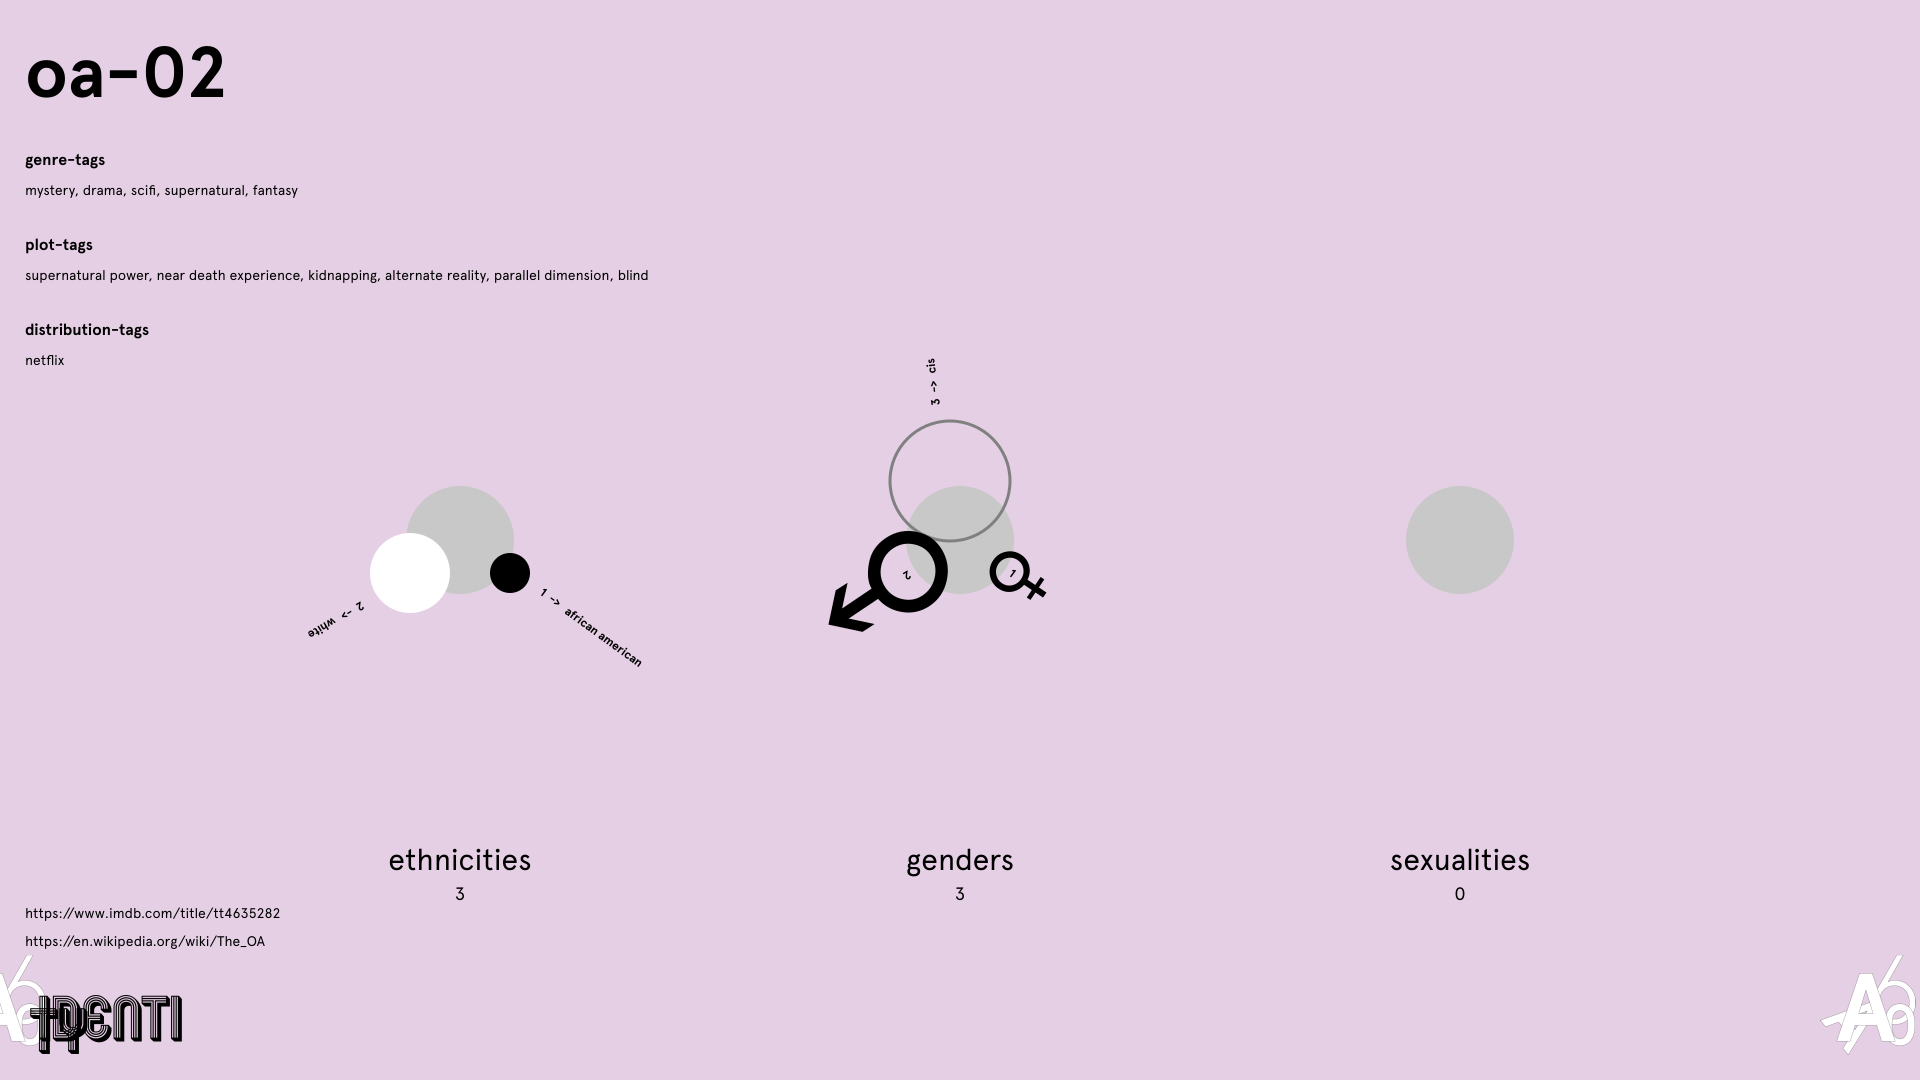 oa-02
genre-tags
mystery, drama, scifi, supernatural, fantasy
plot-tags
supernatural power, near death experience, kidnapping, alternate reality, parallel dimension, blind
distribution-tags
netflix
3 -> cis
2
1
2 -> white
1 -> african american
ethnicities
3
genders
3
sexualities
0
https://www.imdb.com/title/tt4635282
https://en.wikipedia.org/wiki/The_OA
IDENTI